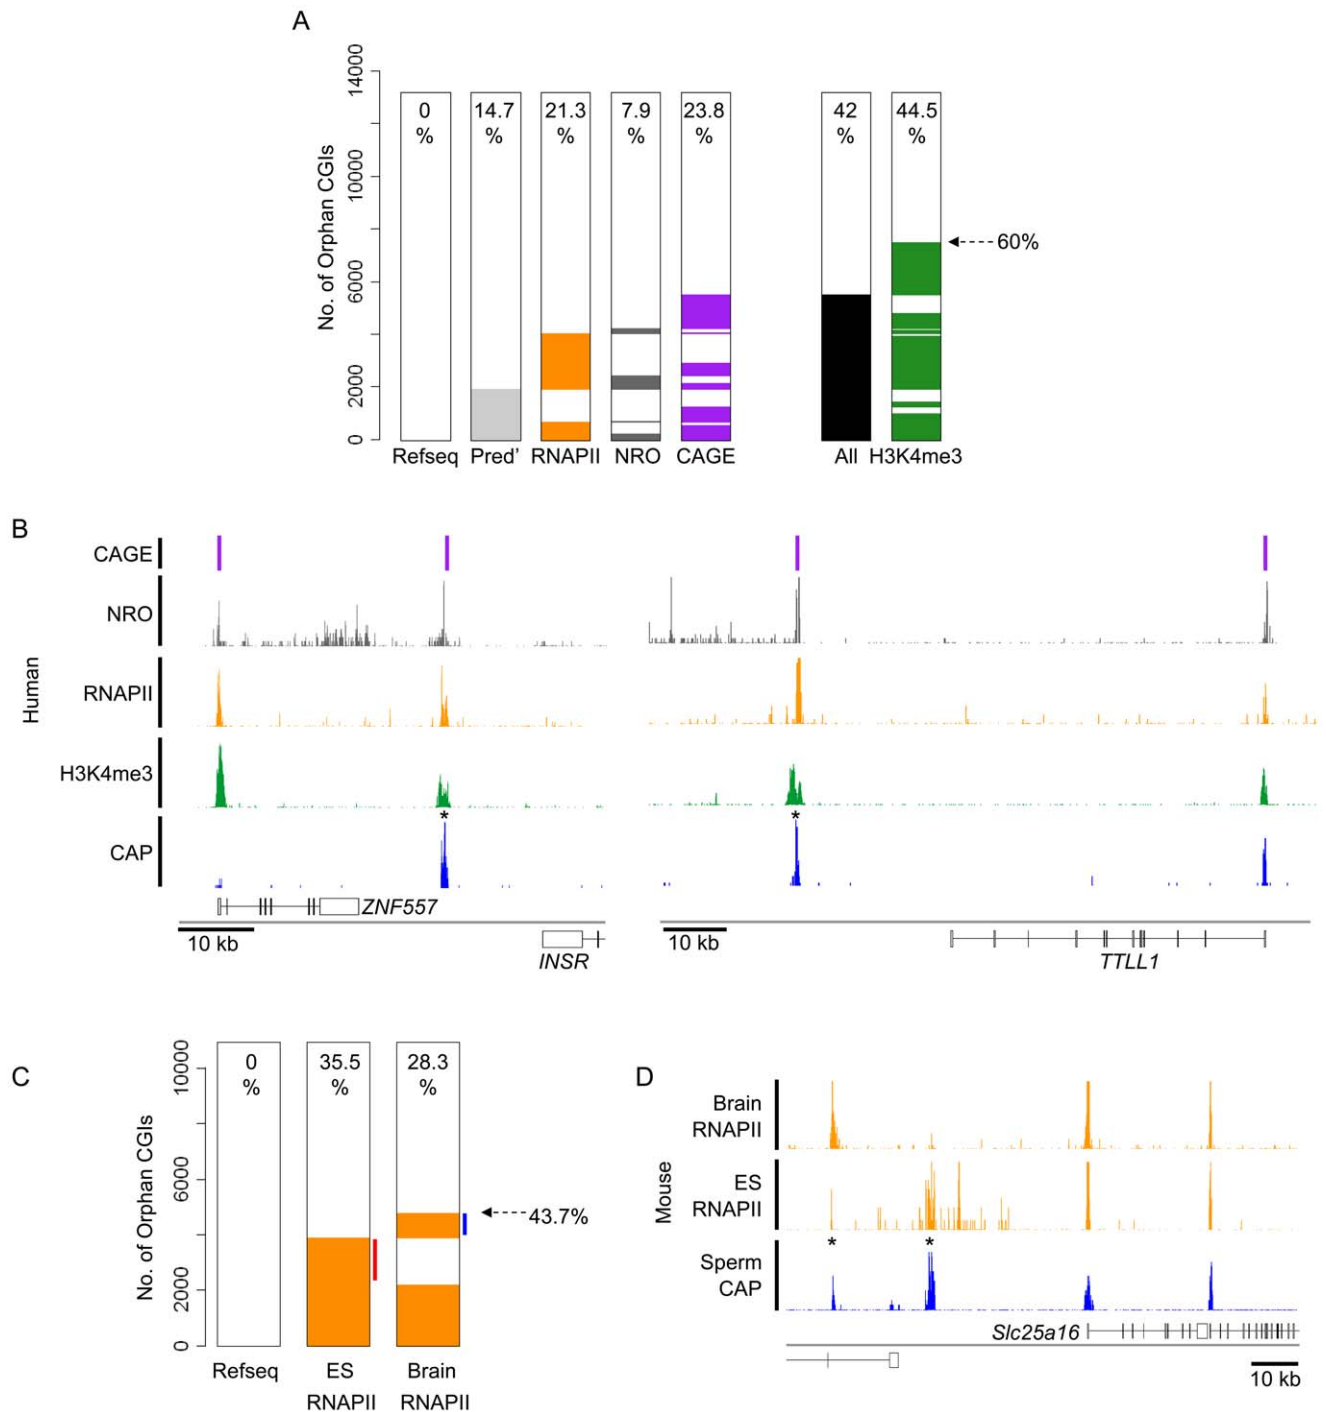 A
No. of Orphan CGIs
14000
10000
6000
2000
0
0
%
14.7
%
21.3
%
7.9
%
23.8
%
42
%
44.5
%
60%
Refseq Pred' RNAPII NRO CAGE All H3K4me3
B
Human
CAGE
NRO
RNAPII
H3K4me3
* *
CAP
ZNF557
10 kb
INSR
10 kb
TTLL1
C
No. of Orphan CGIs
10000
6000
2000
0
0
%
35.5
%
28.3
%
43.7%
Refseq
ES
RNAPII
Brain
RNAPII
D
Mouse
Brain
RNAPII
ES
RNAPII
* *
Sperm
CAP
Slc25a16
10 kb